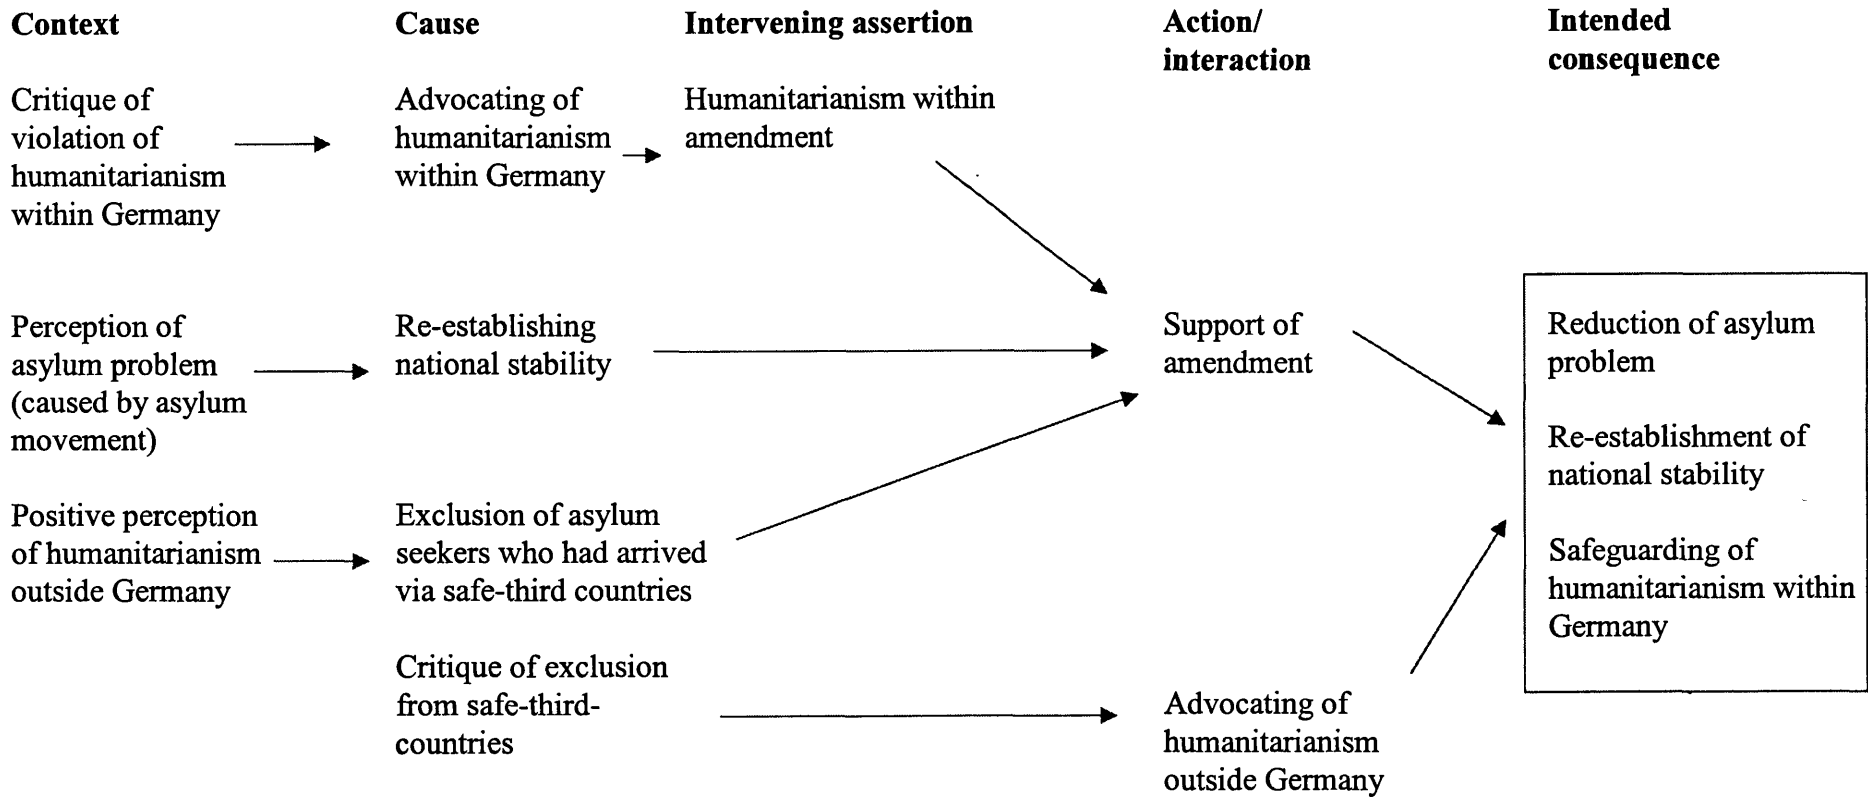 Context
Cause
Intervening assertion
Action/
interaction
Intended
consequence
Critique of
violation of
humanitarianism
within Germany
Advocating of
humanitarianism
within Germany
Humanitarianism within
amendment
Perception of
asylum problem
(caused by asylum
movement)
Re-establishing
national stability
Support of
amendment
Reduction of asylum
problem
Re-establishment of
national stability
Safeguarding of
humanitarianism within
Germany
Positive perception
of humanitarianism
outside Germany
Exclusion of asylum
seekers who had arrived
via safe-third countries
Critique of exclusion
from safe-third-
countries
Advocating of
humanitarianism
outside Germany